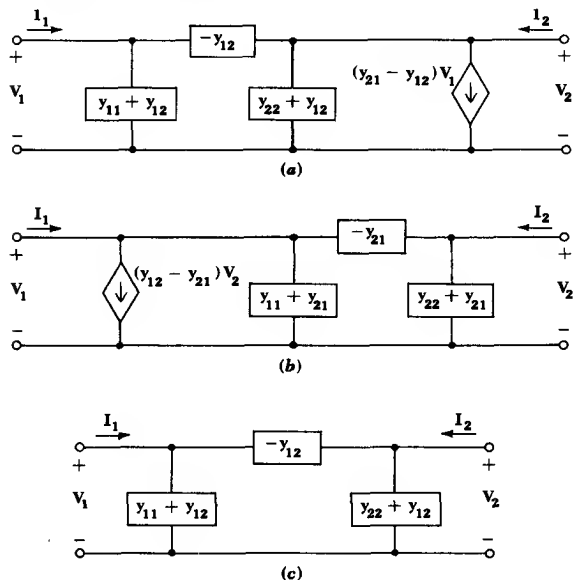 I₁ I₂
−y₁₂
+ +
(y₂₁ − y₁₂)V₁
V₁ y₁₁ + y₁₂ y₂₂ + y₁₂ ↓ V₂
− −
(a)
I₁ I₂
−y₂₁
+ +
(y₁₂ − y₂₁)V₂
V₁ ↓ y₁₁ + y₂₁ y₂₂ + y₂₁ V₂
− −
(b)
I₁ I₂
−y₁₂
+ +
V₁ y₁₁ + y₁₂ y₂₂ + y₁₂ V₂
− −
(c)